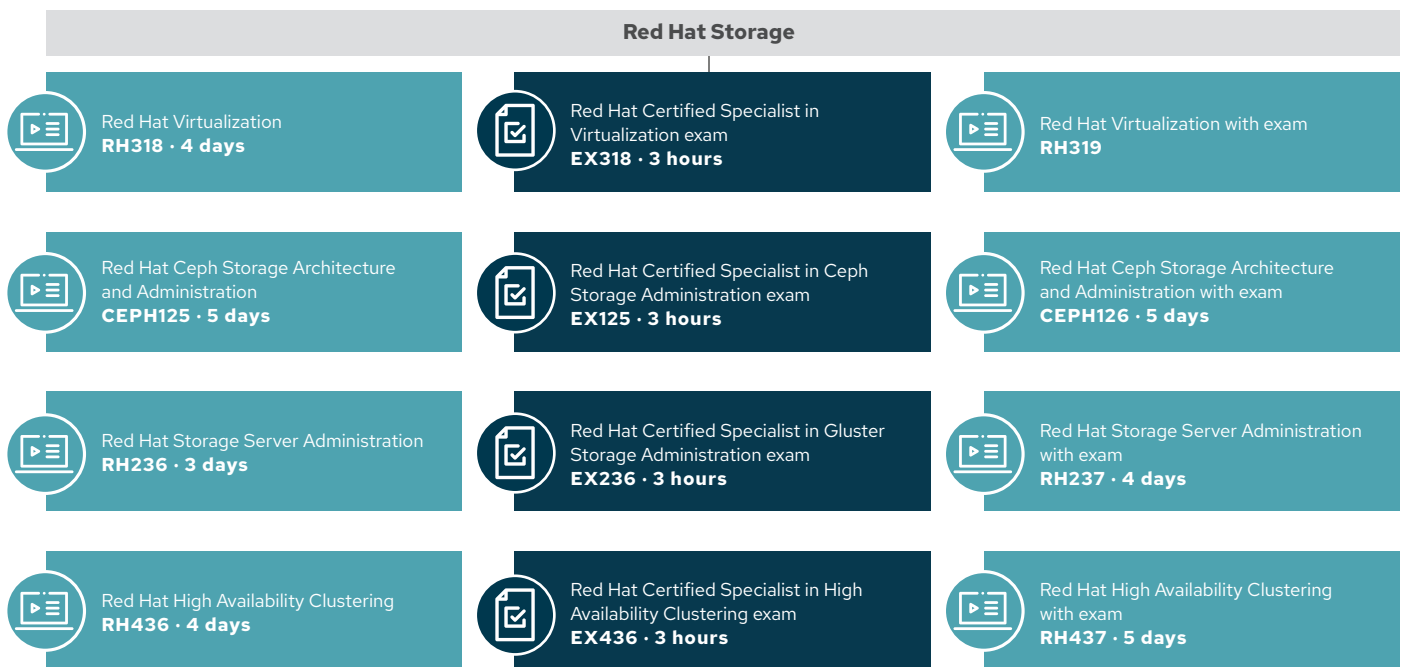 Red Hat Storage
Red Hat Virtualization
RH318 · 4 days
Red Hat Certified Specialist in
Virtualization exam
EX318 · 3 hours
Red Hat Virtualization with exam
RH319
Red Hat Ceph Storage Architecture
and Administration
CEPH125 · 5 days
Red Hat Certified Specialist in Ceph
Storage Administration exam
EX125 · 3 hours
Red Hat Ceph Storage Architecture
and Administration with exam
CEPH126 · 5 days
Red Hat Storage Server Administration
RH236 · 3 days
Red Hat Certified Specialist in Gluster
Storage Administration exam
EX236 · 3 hours
Red Hat Storage Server Administration
with exam
RH237 · 4 days
Red Hat High Availability Clustering
RH436 · 4 days
Red Hat Certified Specialist in High
Availability Clustering exam
EX436 · 3 hours
Red Hat High Availability Clustering
with exam
RH437 · 5 days